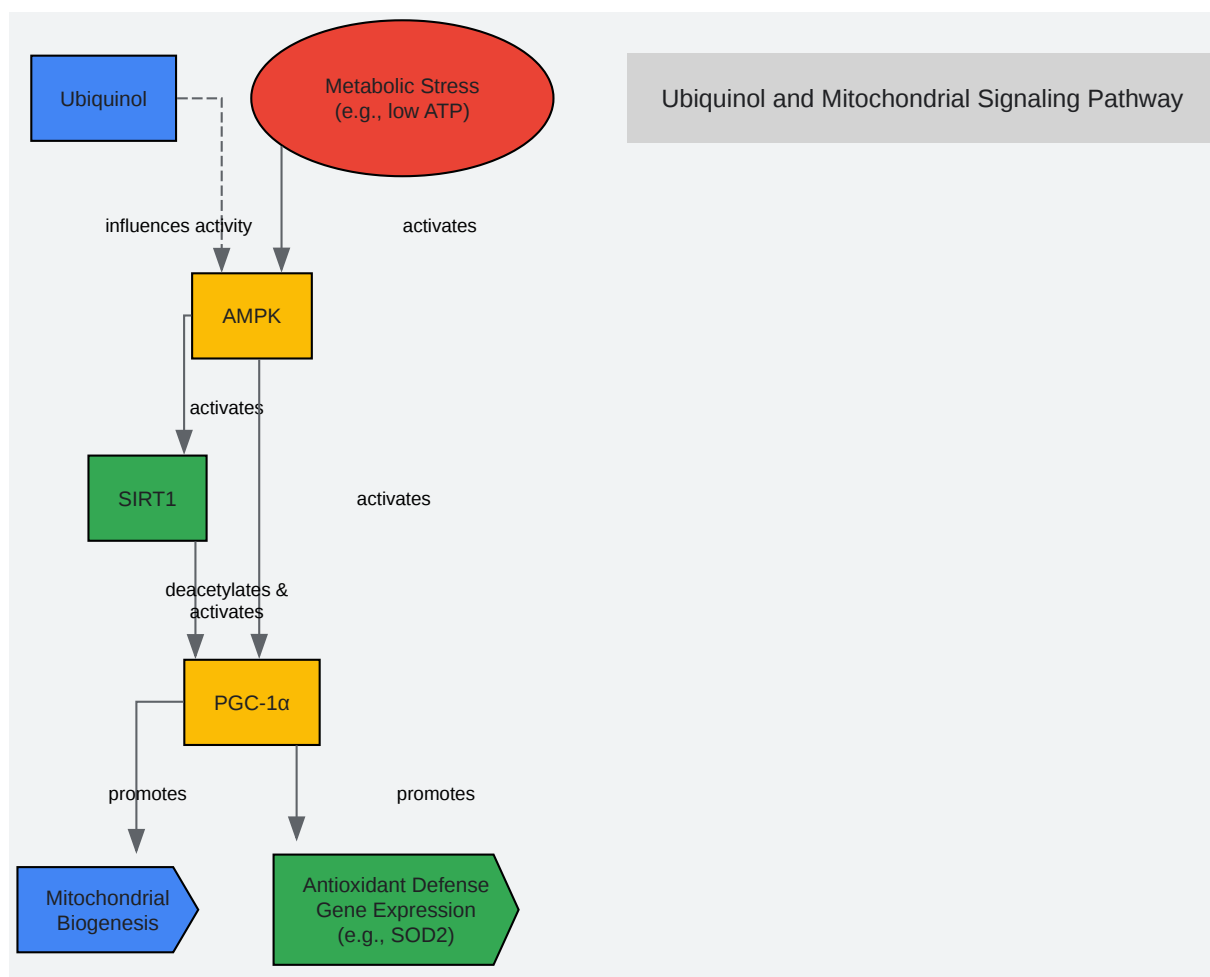 Ubiquinol
Metabolic Stress
(e.g., low ATP)
Ubiquinol and Mitochondrial Signaling Pathway
influences activity
activates
AMPK
activates
SIRT1
activates
deacetylates &
activates
PGC-1α
promotes
promotes
Mitochondrial
Biogenesis
Antioxidant Defense
Gene Expression
(e.g., SOD2)